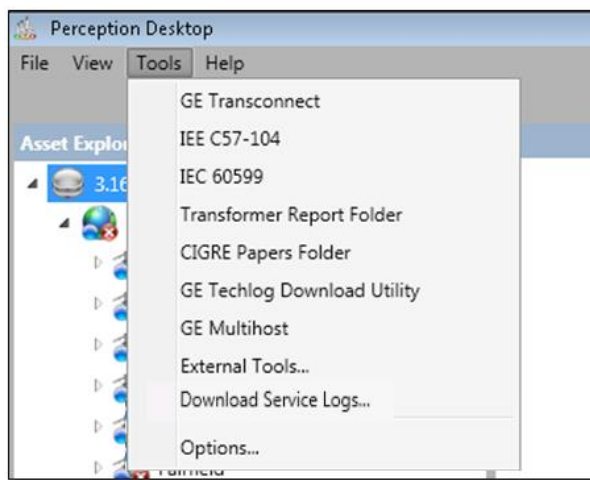 Perception Desktop
File View Tools Help
GE Transconnect
Asset Explo
IEE C57-104
3.16
IEC 60599
Transformer Report Folder
CIGRE Papers Folder
GE Techlog Download Utility
GE Multihost
External Tools...
Download Service Logs...
Options...